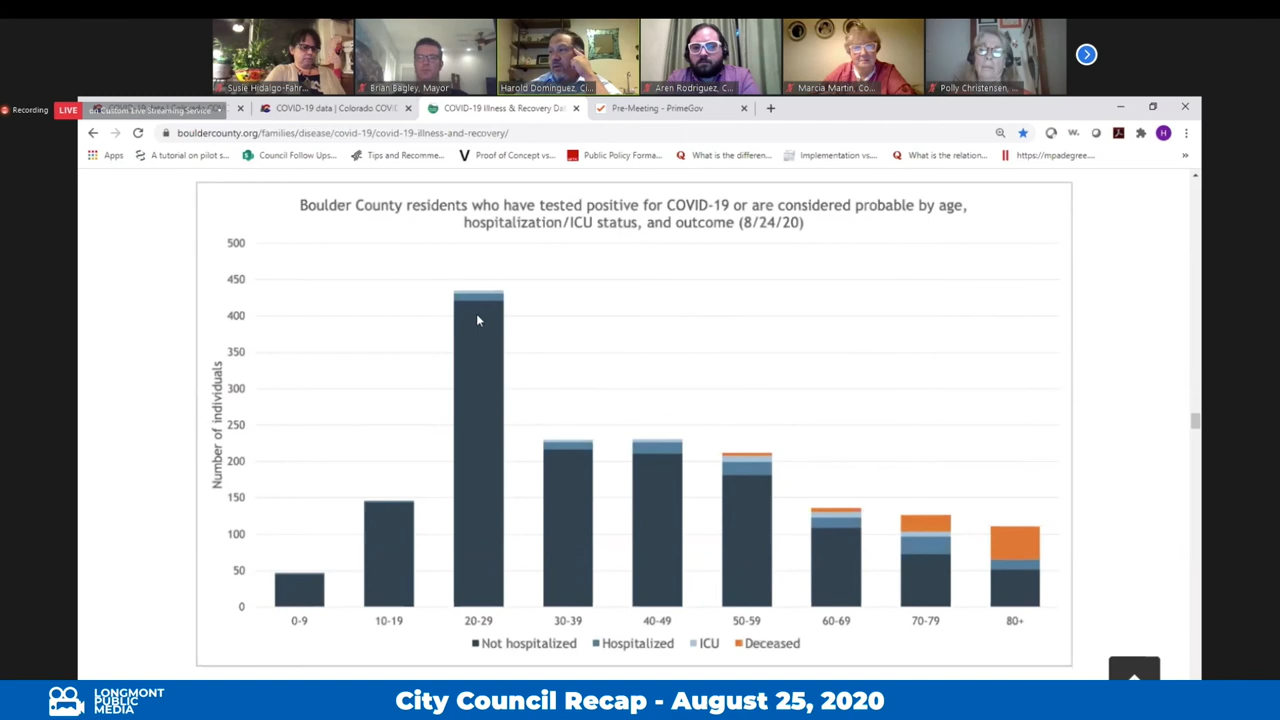 Susie Hidalgo-Fahr...
Brian Bagley, Mayor
Harold Dominguez, Ci...
Aren Rodriguez, C...
Marcia Martin, Co...
Polly Christensen, ...
Recording
LIVE
on Custom Live Streaming Service
COVID-19 data | Colorado COVI
COVID-19 Illness & Recovery Da
Pre-Meeting - PrimeGov
bouldercounty.org/families/disease/covid-19/covid-19-illness-and-recovery/
Apps
A tutorial on pilot s...
Council Follow Ups...
Tips and Recomme...
Proof of Concept vs...
Public Policy Forma...
What is the differen...
Implementation vs....
What is the relation...
https://mpadegree....
»
H
Boulder County residents who have tested positive for COVID-19 or are considered probable by age,
hospitalization/ICU status, and outcome (8/24/20)
500
450
400
350
300
250
200
150
100
50
0
Number of individuals
0-9
10-19
20-29
30-39
40-49
50-59
60-69
70-79
80+
Not hospitalized
Hospitalized
ICU
Deceased
LONGMONT
PUBLIC
MEDIA
City Council Recap - August 25, 2020